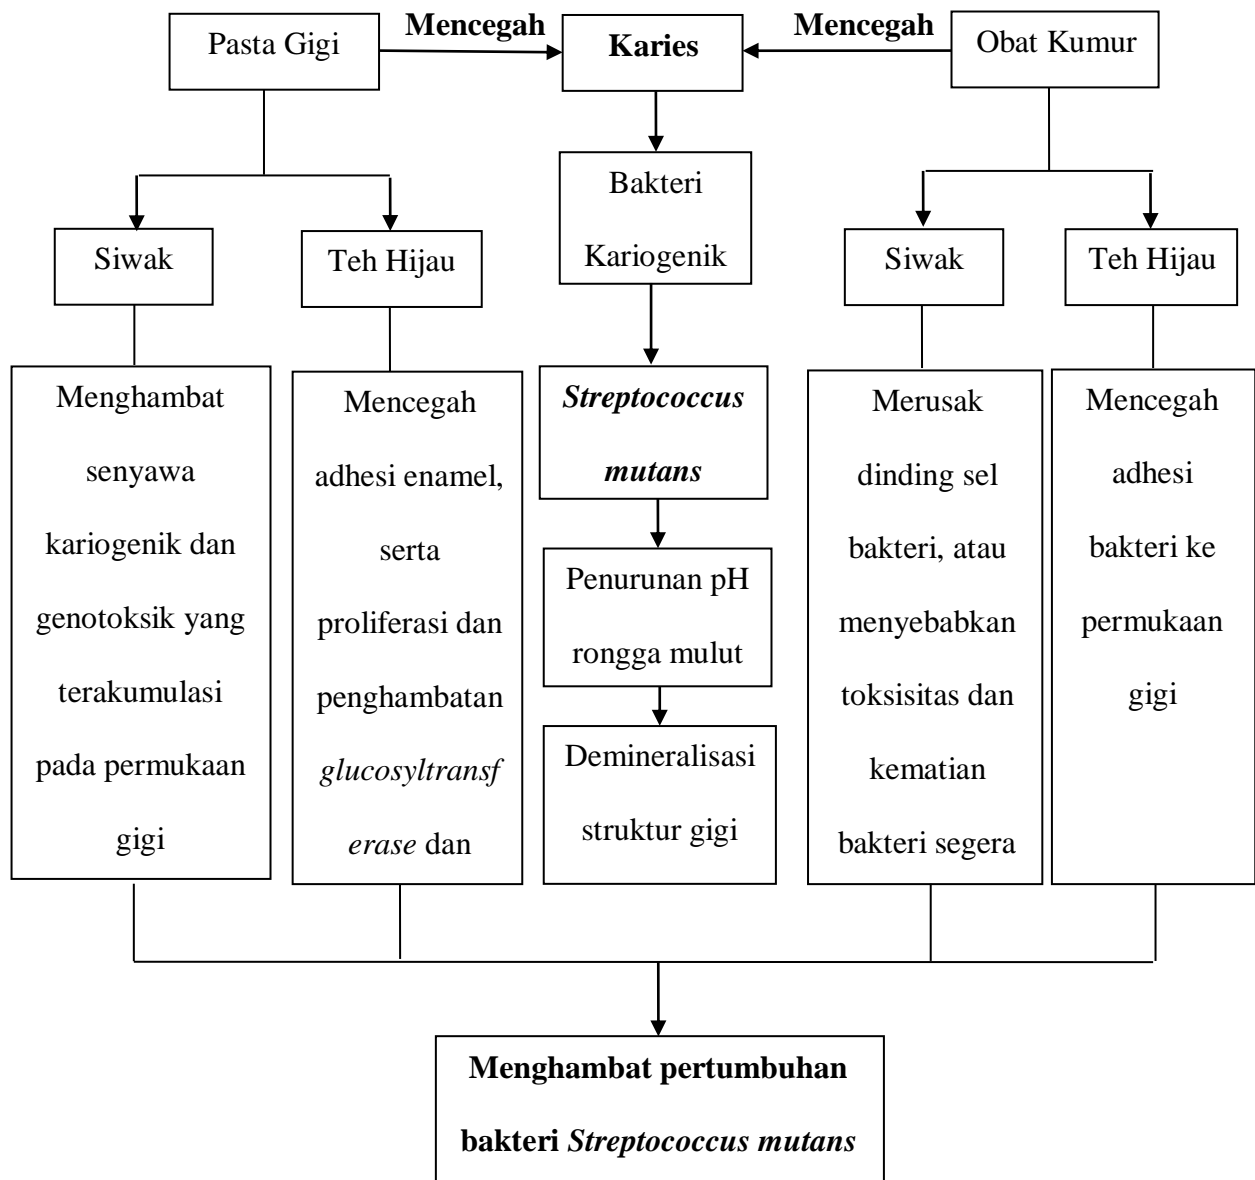 Pasta Gigi
Mencegah
Karies
Mencegah
Obat Kumur
Bakteri
Kariogenik
Siwak
Teh Hijau
Siwak
Teh Hijau
Menghambat
senyawa
kariogenik dan
genotoksik yang
terakumulasi
pada permukaan
gigi
Mencegah
adhesi enamel,
serta
proliferasi dan
penghambatan
glucosyltransf
erase dan
Streptococcus
mutans
Penurunan pH
rongga mulut
Demineralisasi
struktur gigi
Merusak
dinding sel
bakteri, atau
menyebabkan
toksisitas dan
kematian
bakteri segera
Mencegah
adhesi
bakteri ke
permukaan
gigi
Menghambat pertumbuhan
bakteri Streptococcus mutans